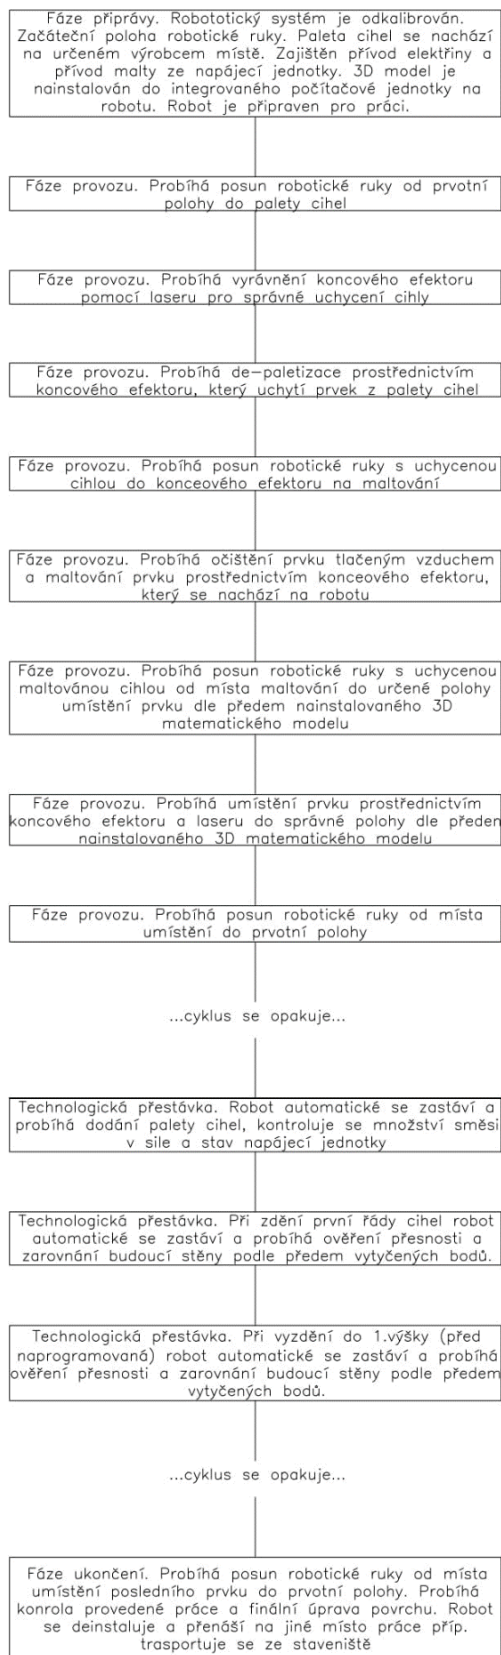 Fáze připrávy. Robototický systém je odkalibrován.
Začáteční poloha robotické ruky. Paleta cihel se nachází
na určeném výrobcem místě. Zajištěn přívod elektřiny a
přívod malty ze napájecí jednotky. 3D model je
nainstalován do integrovaného počítačové jednotky na
robotu. Robot je připraven pro práci.
Fáze provozu. Probíhá posun robotické ruky od prvotní
polohy do palety cihel
Fáze provozu. Probíhá vyrávnění koncového efektoru
pomocí laseru pro správné uchycení cihly
Fáze provozu. Probíhá de-paletizace prostřednictvím
koncového efektoru, který uchytí prvek z palety cihel
Fáze provozu. Probíhá posun robotické ruky s uchycenou
cihlou do konceového efektoru na maltování
Fáze provozu. Probíhá očištění prvku tlačeným vzduchem
a maltování prvku prostřednictvím konceového efektoru,
který se nachází na robotu
Fáze provozu. Probíhá posun robotické ruky s uchycenou
maltovánou cihlou od místa maltování do určené polohy
umístění prvku dle předem nainstalovaného 3D
matematického modelu
Fáze provozu. Probíhá umístění prvku prostřednictvím
koncového efektoru a laseru do správné polohy dle předen
nainstalovaného 3D matematického modelu
Fáze provozu. Probíhá posun robotické ruky od místa
umístění do prvotní polohy
...cyklus se opakuje...
Technologická přestávka. Robot automatické se zastáví a
probíhá dodání palety cihel, kontroluje se množství směsi
v sile a stav napájecí jednotky
Technologická přestávka. Při zdění první řády cihel robot
automatické se zastáví a probíhá ověření přesnosti a
zarovnání budoucí stěny podle předem vytyčených bodů.
Technologická přestávka. Při vyzdění do 1.výšky (před
naprogramovaná) robot automatické se zastáví a probíhá
ověření přesnosti a zarovnání budoucí stěny podle předem
vytyčených bodů.
...cyklus se opakuje...
Fáze ukončení. Probíhá posun robotické ruky od místa
umístění posledního prvku do prvotní polohy. Probíhá
konrola provedené práce a finální úprava povrchu. Robot
se deinstaluje a přenáší na jiné místo práce příp.
trasportuje se ze staveniště